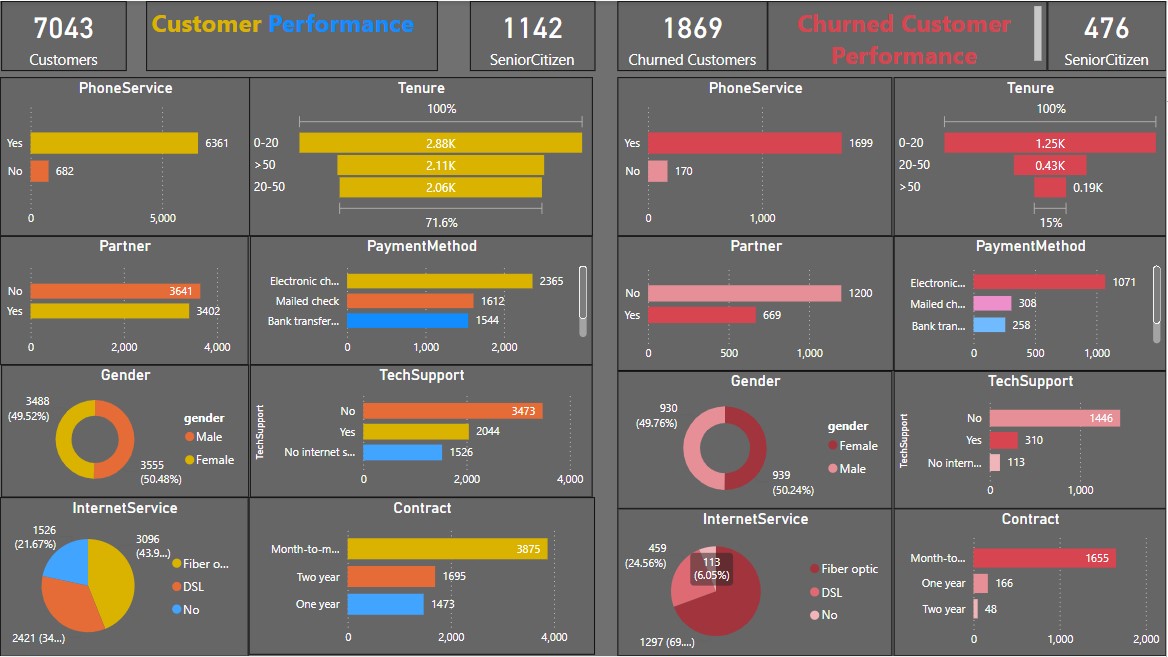 7043
Customers
Customer Performance
1142
SeniorCitizen
1869
Churned Customers
Churned Customer
Performance
476
SeniorCitizen
PhoneService
Yes
6361
No
682
0
5,000
Tenure
100%
0-20
2.88K
>50
2.11K
20-50
2.06K
71.6%
PhoneService
Yes
1699
No
170
0
1,000
Tenure
100%
0-20
1.25K
20-50
0.43K
>50
0.19K
15%
Partner
No
3641
Yes
3402
0
2,000
4,000
PaymentMethod
Electronic ch...
2365
Mailed check
1612
Bank transfer...
1544
0
1,000
2,000
Partner
No
1200
Yes
669
0
500
1,000
PaymentMethod
Electronic...
1071
Mailed ch...
308
Bank tran...
258
0
500
1,000
Gender
3488
(49.52%)
3555
(50.48%)
gender
Male
Female
TechSupport
TechSupport
No
3473
Yes
2044
No internet s...
1526
0
2,000
4,000
Gender
930
(49.76%)
939
(50.24%)
gender
Female
Male
TechSupport
TechSupport
No
1446
Yes
310
No intern...
113
0
1,000
InternetService
1526
(21.67%)
3096
(43.9...)
2421 (34...)
Fiber o...
DSL
No
Contract
Month-to-m...
3875
Two year
1695
One year
1473
0
2,000
4,000
InternetService
459
(24.56%)
113
(6.05%)
1297 (69....)
Fiber optic
DSL
No
Contract
Month-to...
1655
One year
166
Two year
48
0
1,000
2,000